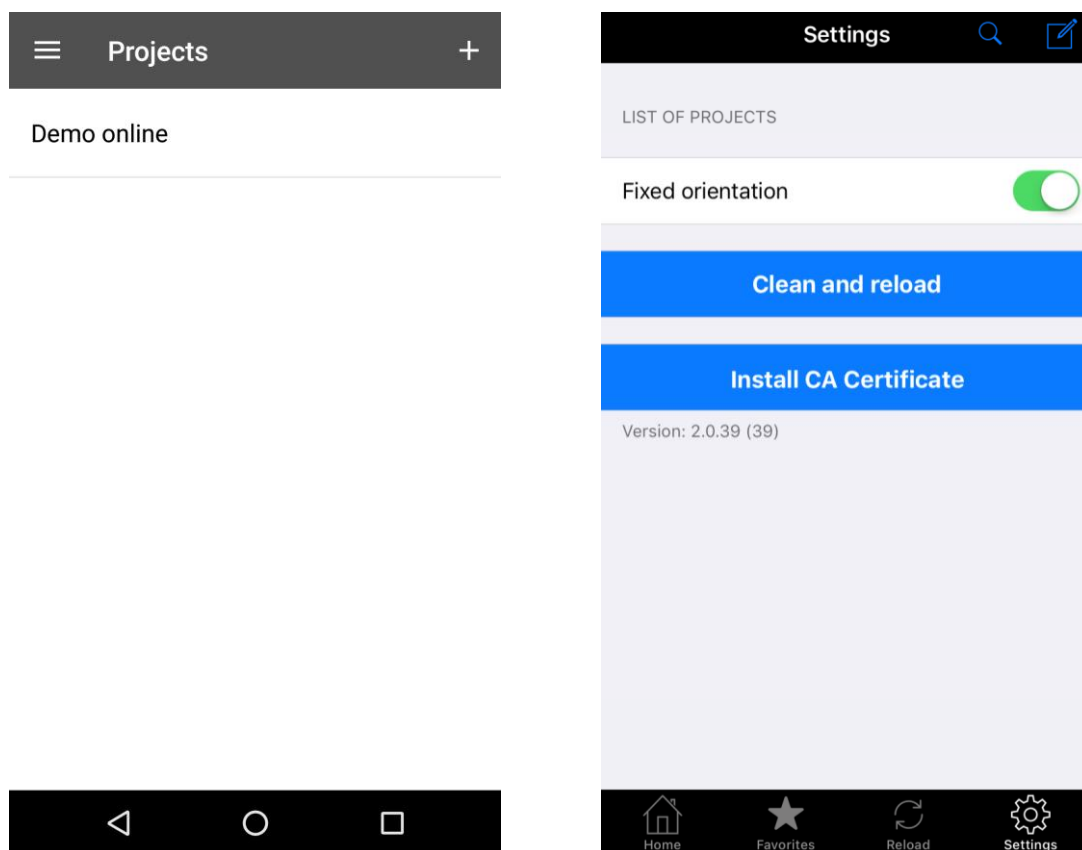 Projects
Demo online
Settings
LIST OF PROJECTS
Fixed orientation
Clean and reload
Install CA Certificate
Version: 2.0.39 (39)
Home Favorites Reload Settings